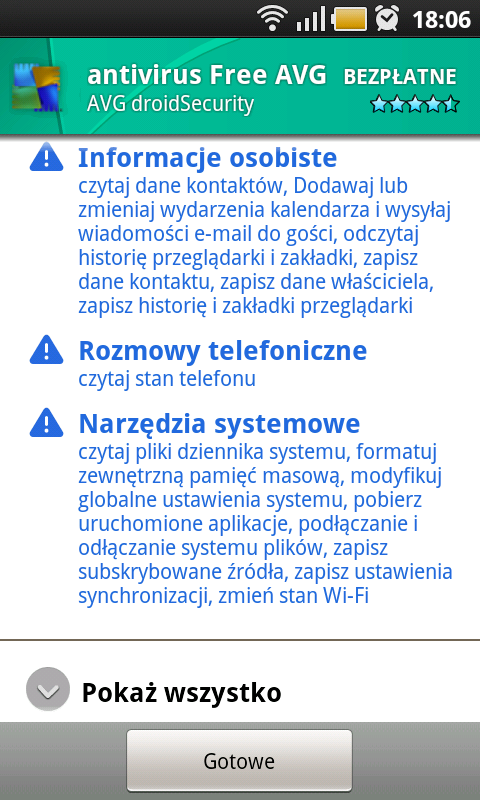 18:06
antivirus Free AVG BEZPŁATNE
AVG droidSecurity
Informacje osobiste
czytaj dane kontaktów, Dodawaj lub
zmieniaj wydarzenia kalendarza i wysyłaj
wiadomości e-mail do gości, odczytaj
historię przeglądarki i zakładki, zapisz
dane kontaktu, zapisz dane właściciela,
zapisz historię i zakładki przeglądarki
Rozmowy telefoniczne
czytaj stan telefonu
Narzędzia systemowe
czytaj pliki dziennika systemu, formatuj
zewnętrzną pamięć masową, modyfikuj
globalne ustawienia systemu, pobierz
uruchomione aplikacje, podłączanie i
odłączanie systemu plików, zapisz
subskrybowane źródła, zapisz ustawienia
synchronizacji, zmień stan Wi-Fi
Pokaż wszystko
Gotowe